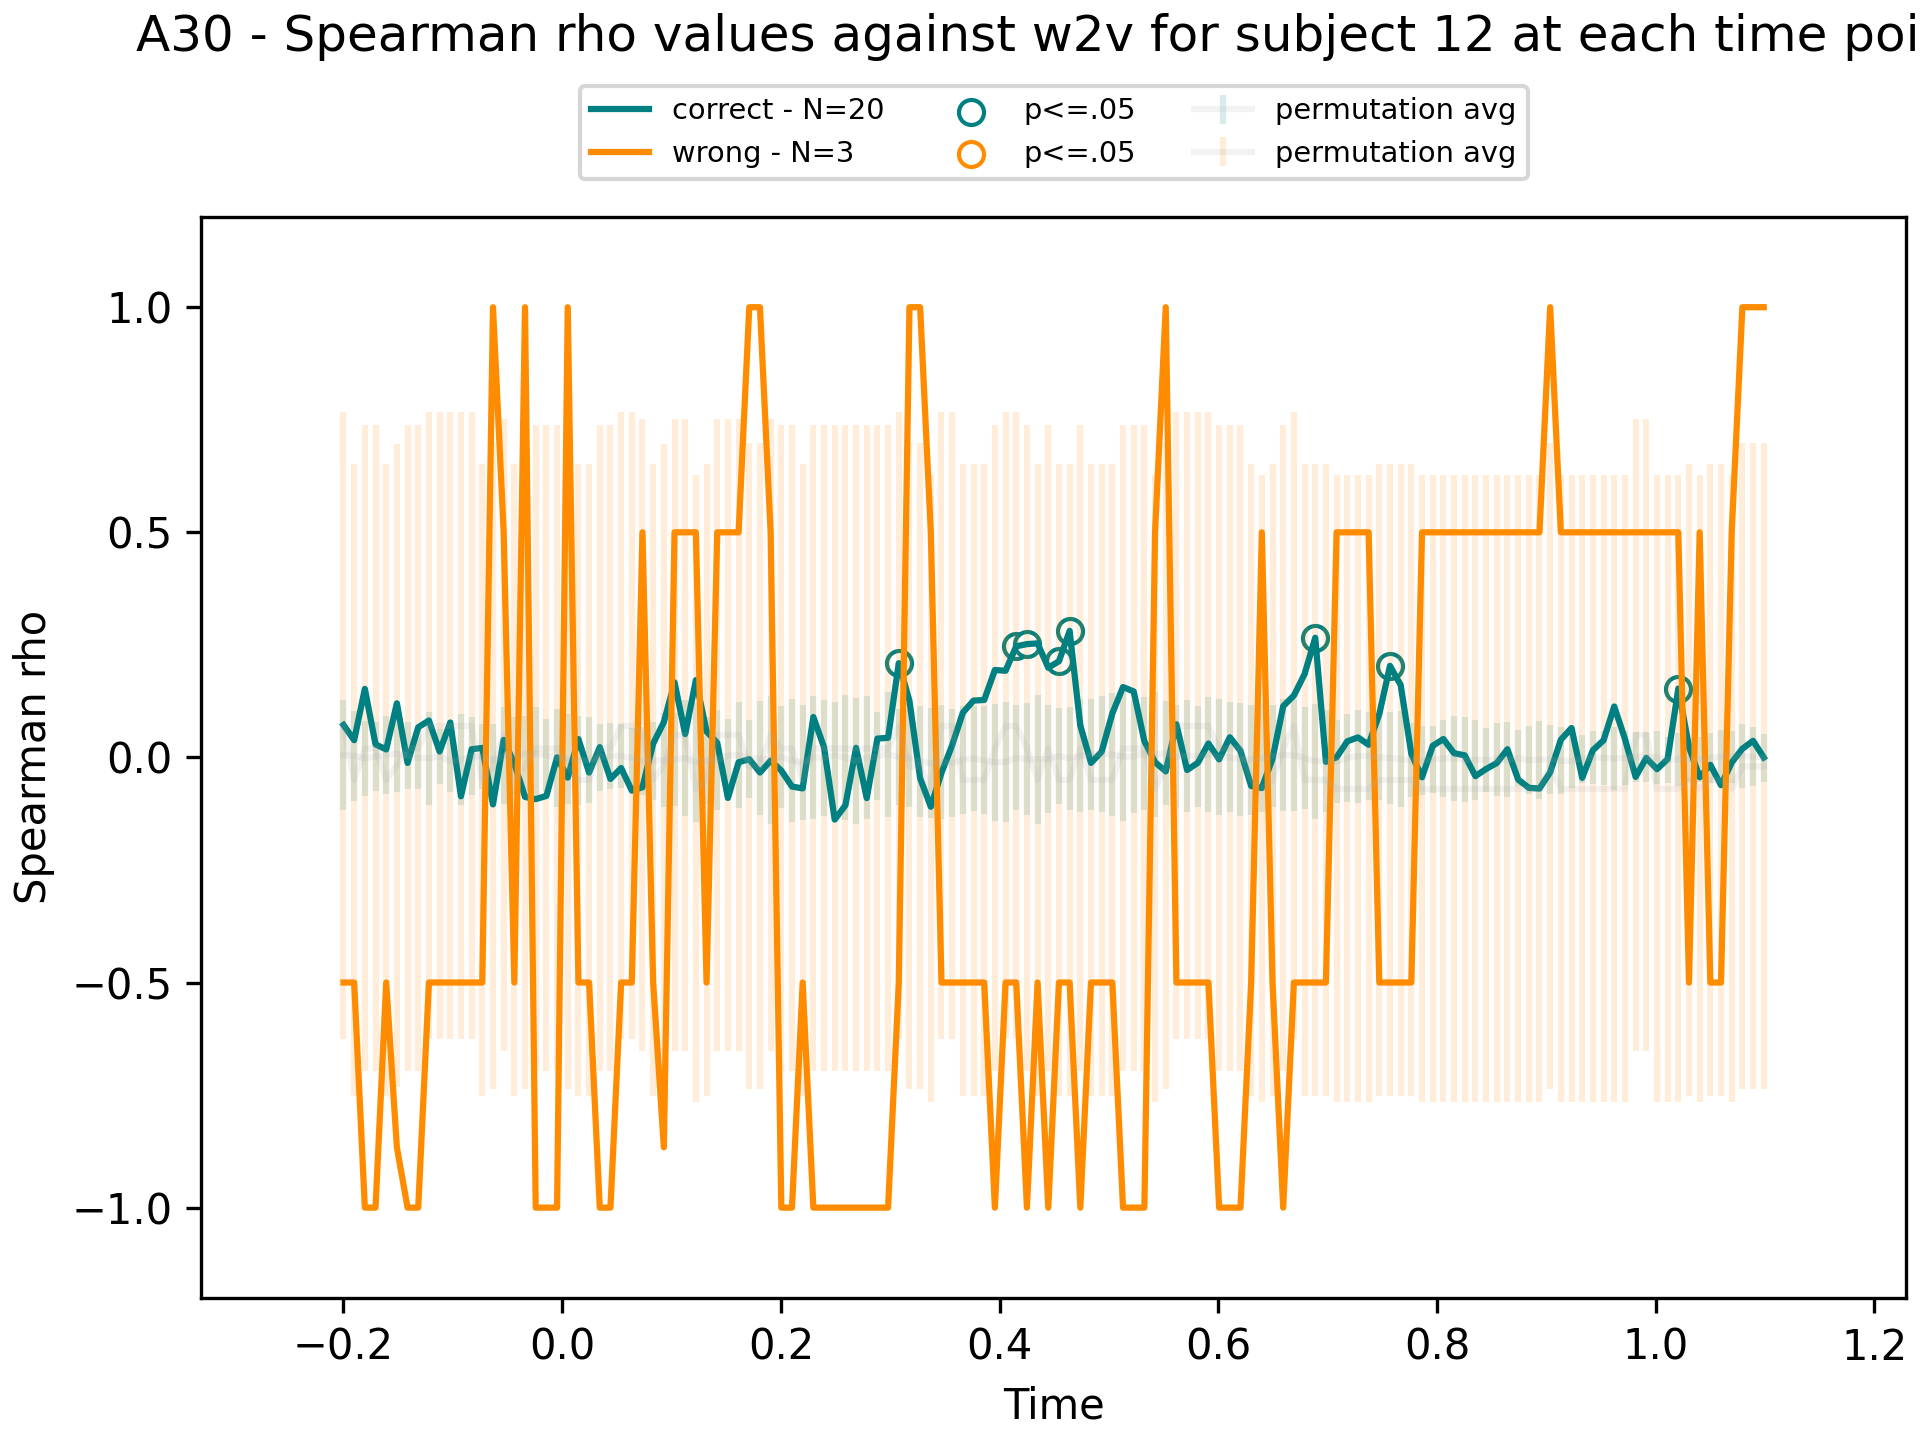 A30 - Spearman rho values against w2v for subject 12 at each time poi
correct - N=20
wrong - N=3
p<=.05
p<=.05
permutation avg
permutation avg
1.0
0.5
0.0
−0.5
−1.0
Spearman rho
−0.2 0.0 0.2 0.4 0.6 0.8 1.0 1.2
Time